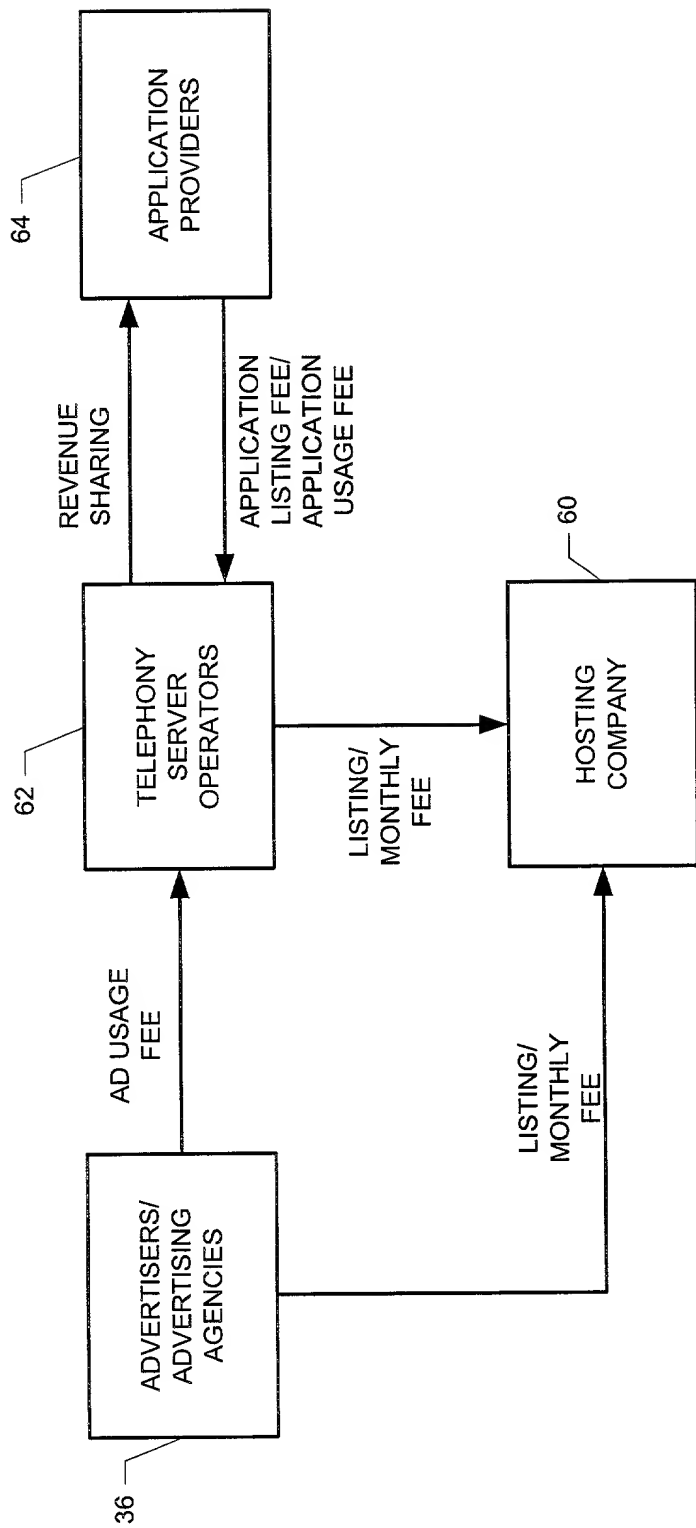 36
ADVERTISERS/
ADVERTISING
AGENCIES
AD USAGE
FEE
62
TELEPHONY
SERVER
OPERATORS
REVENUE
SHARING
APPLICATION
LISTING FEE/
APPLICATION
USAGE FEE
64
APPLICATION
PROVIDERS
LISTING/
MONTHLY
FEE
LISTING/
MONTHLY
FEE
60
HOSTING
COMPANY